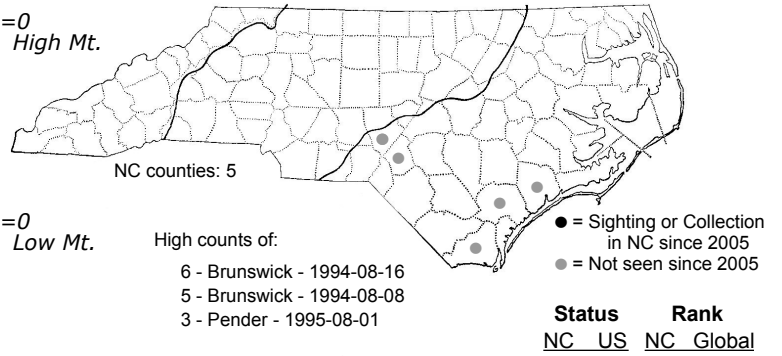 =0
High Mt.
NC counties: 5
=0
Low Mt.
High counts of:
6 - Brunswick - 1994-08-16
5 - Brunswick - 1994-08-08
3 - Pender - 1995-08-01
● = Sighting or Collection
in NC since 2005
● = Not seen since 2005
Status Rank
NC US NC Global